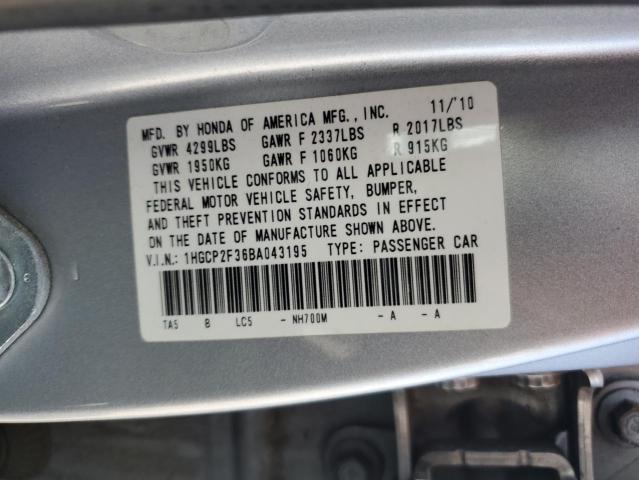 MFD. BY HONDA OF AMERICA MFG., INC. 11/'10
GVWR 4299LBS GAWR F 2337LBS R 2017LBS
GVWR 1950KG GAWR F 1060KG R 915KG
THIS VEHICLE CONFORMS TO ALL APPLICABLE
FEDERAL MOTOR VEHICLE SAFETY, BUMPER,
AND THEFT PREVENTION STANDARDS IN EFFECT
ON THE DATE OF MANUFACTURE SHOWN ABOVE.
V.I.N.: 1HGCP2F36BA043195 TYPE: PASSENGER CAR
TA5 B LC5 - NH700M - A - A